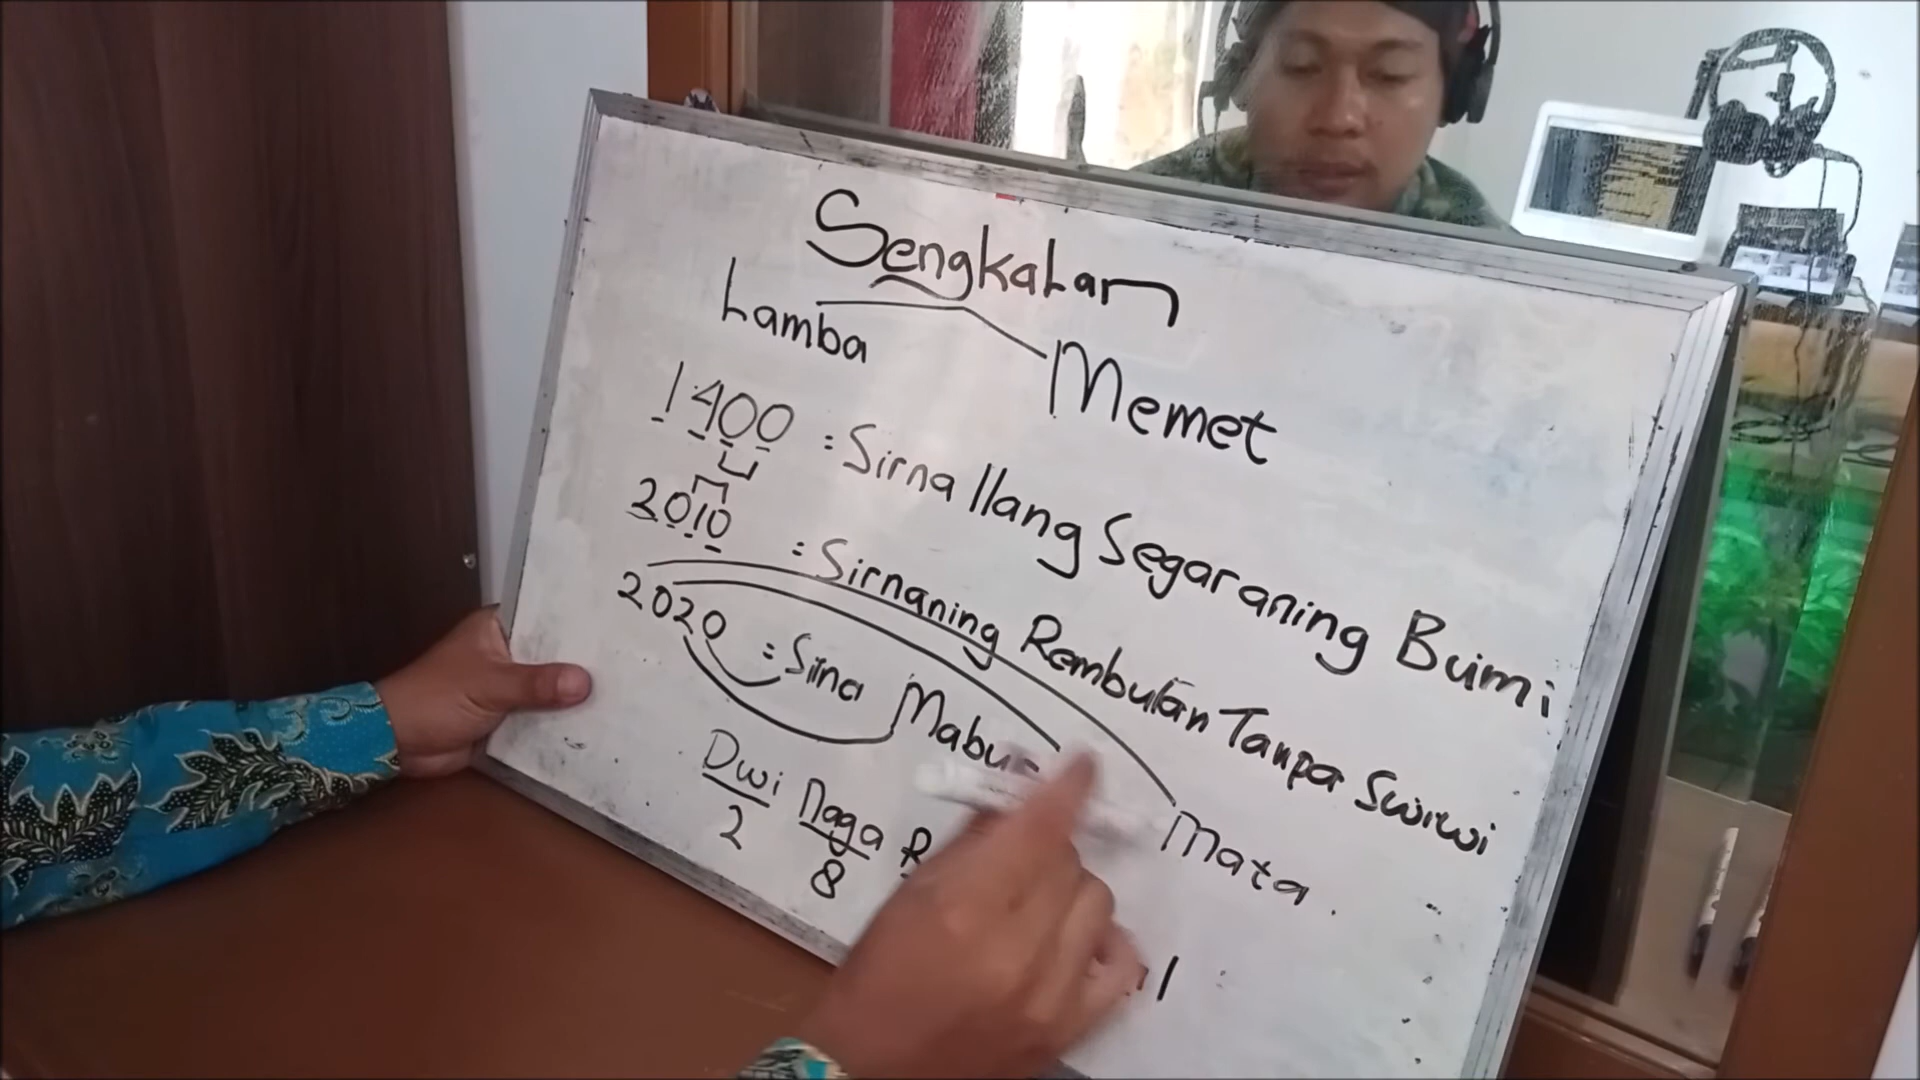 Sengkalan
Lamba
Memet
1400 : Sirna Ilang Segaraning Bumi
2010 : Sirnaning Rembulan Tanpa Swiwi
2020 : Sirna Mata.
Dwi Naga
2 8
1